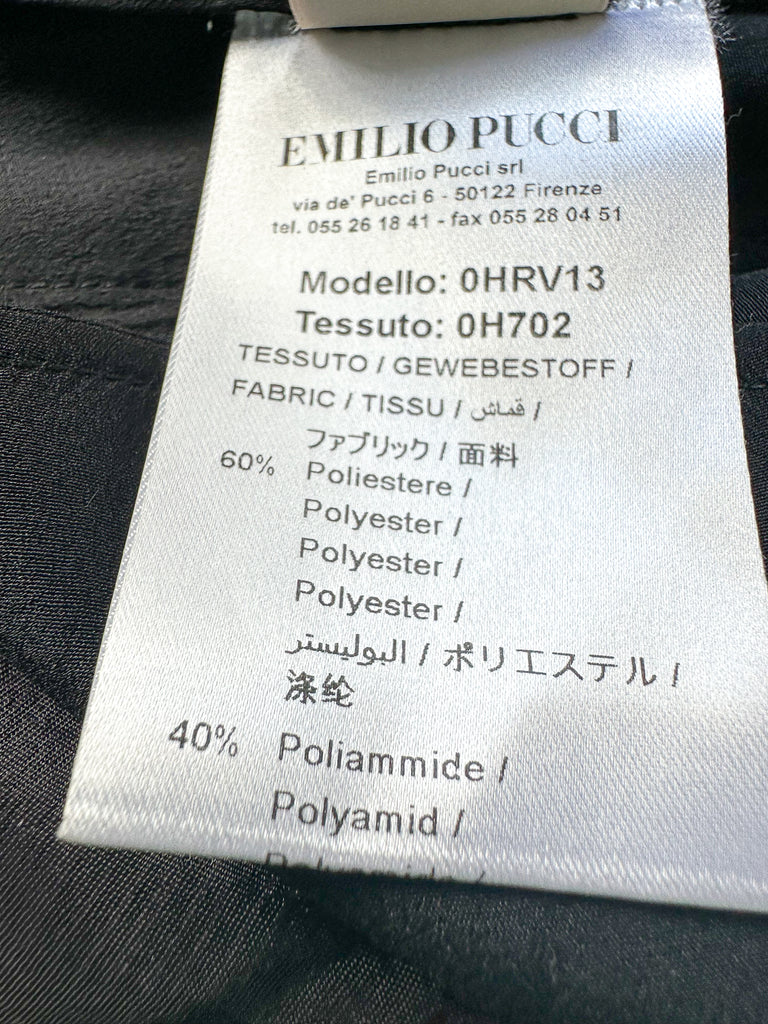 EMILIO PUCCI
Emilio Pucci srl
via de' Pucci 6 - 50122 Firenze
tel. 055 26 18 41 - fax 055 28 04 51
Modello: 0HRV13
Tessuto: 0H702
TESSUTO / GEWEBESTOFF /
FABRIC / TISSU / قماش /
ファブリック / 面料
60% Poliestere /
Polyester /
Polyester /
Polyester /
البوليستر / ポリエステル /
涤纶
40% Poliammide /
Polyamid /